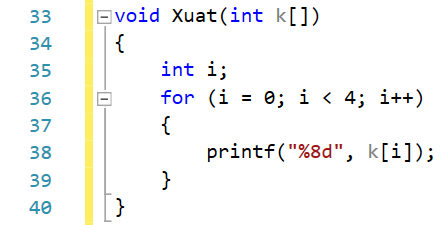 33 void Xuat(int k[])
34 {
35     int i;
36     for (i = 0; i < 4; i++)
37     {
38         printf("%8d", k[i]);
39     }
40 }